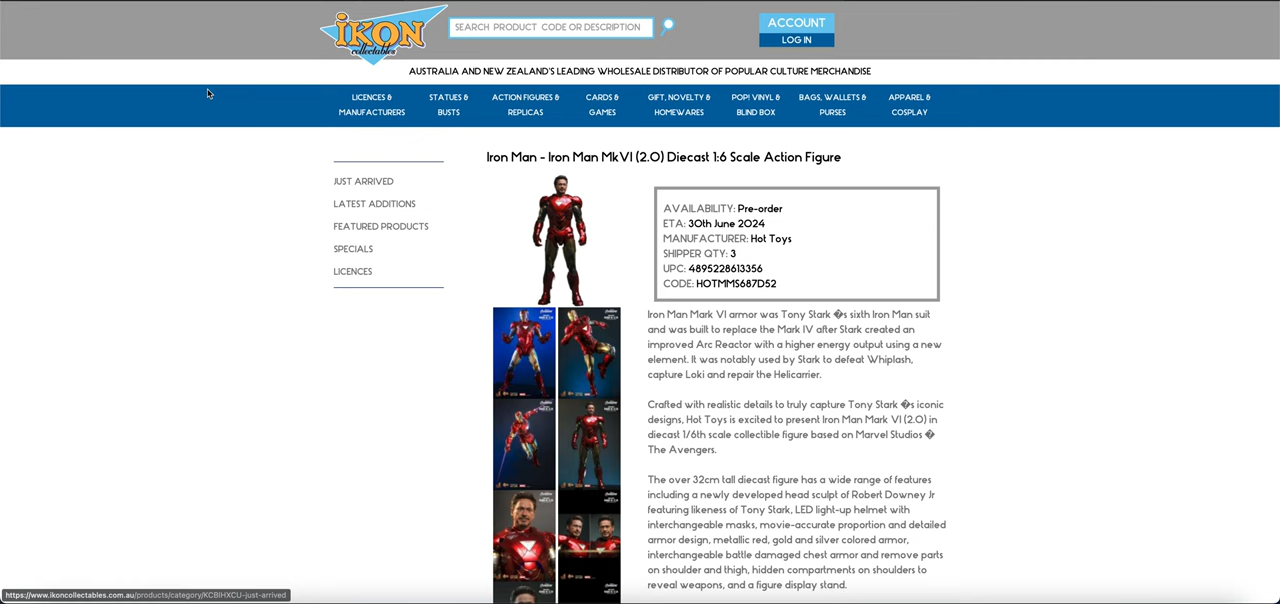 iKON
collectables
SEARCH PRODUCT CODE OR DESCRIPTION
ACCOUNT
LOG IN
AUSTRALIA AND NEW ZEALAND'S LEADING WHOLESALE DISTRIBUTOR OF POPULAR CULTURE MERCHANDISE
LICENCES &
MANUFACTURERS
STATUES &
BUSTS
ACTION FIGURES &
REPLICAS
CARDS &
GAMES
GIFT, NOVELTY &
HOMEWARES
POP! VINYL &
BLIND BOX
BAGS, WALLETS &
PURSES
APPAREL &
COSPLAY
JUST ARRIVED
LATEST ADDITIONS
FEATURED PRODUCTS
SPECIALS
LICENCES
Iron Man - Iron Man MkVI (2.0) Diecast 1:6 Scale Action Figure
AVAILABILITY: Pre-order
ETA: 30th June 2024
MANUFACTURER: Hot Toys
SHIPPER QTY: 3
UPC: 4895228613356
CODE: HOTMMS687D52
Iron Man Mark VI armor was Tony Stark �s sixth Iron Man suit
and was built to replace the Mark IV after Stark created an
improved Arc Reactor with a higher energy output using a new
element. It was notably used by Stark to defeat Whiplash,
capture Loki and repair the Helicarrier.
Crafted with realistic details to truly capture Tony Stark �s iconic
designs, Hot Toys is excited to present Iron Man Mark VI (2.0) in
diecast 1/6th scale collectible figure based on Marvel Studios �
The Avengers.
The over 32cm tall diecast figure has a wide range of features
including a newly developed head sculpt of Robert Downey Jr
featuring likeness of Tony Stark, LED light-up helmet with
interchangeable masks, movie-accurate proportion and detailed
armor design, metallic red, gold and silver colored armor,
interchangeable battle damaged chest armor and remove parts
on shoulder and thigh, hidden compartments on shoulders to
reveal weapons, and a figure display stand.
https://www.ikoncollectables.com.au/products/category/KCBIHXCU-just-arrived